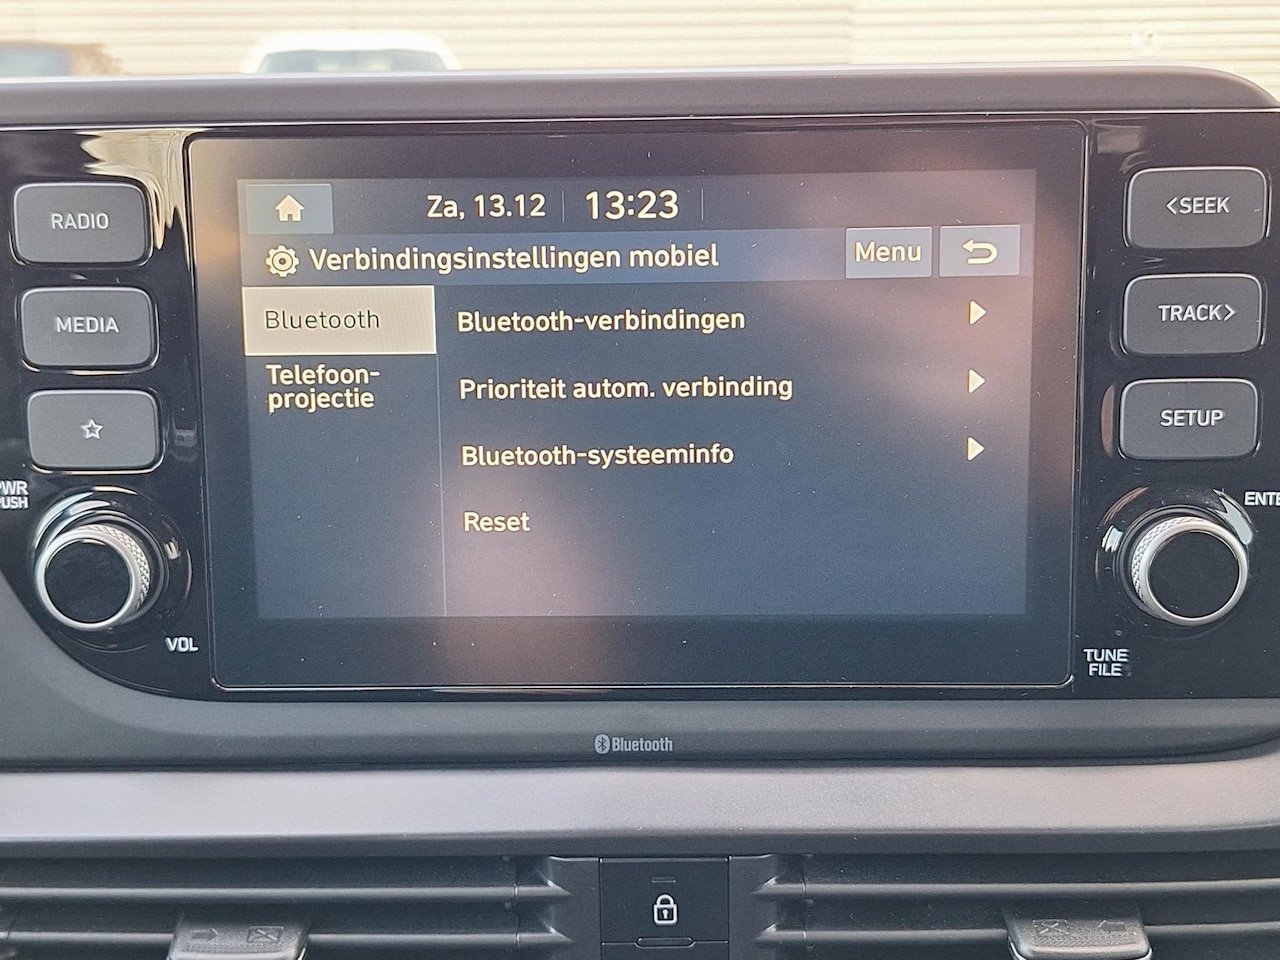 Za, 13.12
13:23
Verbindingsinstellingen mobiel
Menu
Bluetooth
Telefoon-
projectie
Bluetooth-verbindingen
Prioriteit autom. verbinding
Bluetooth-systeeminfo
Reset
RADIO
MEDIA
PWR
PUSH
VOL
<SEEK
TRACK>
SETUP
TUNE
FILE
Bluetooth